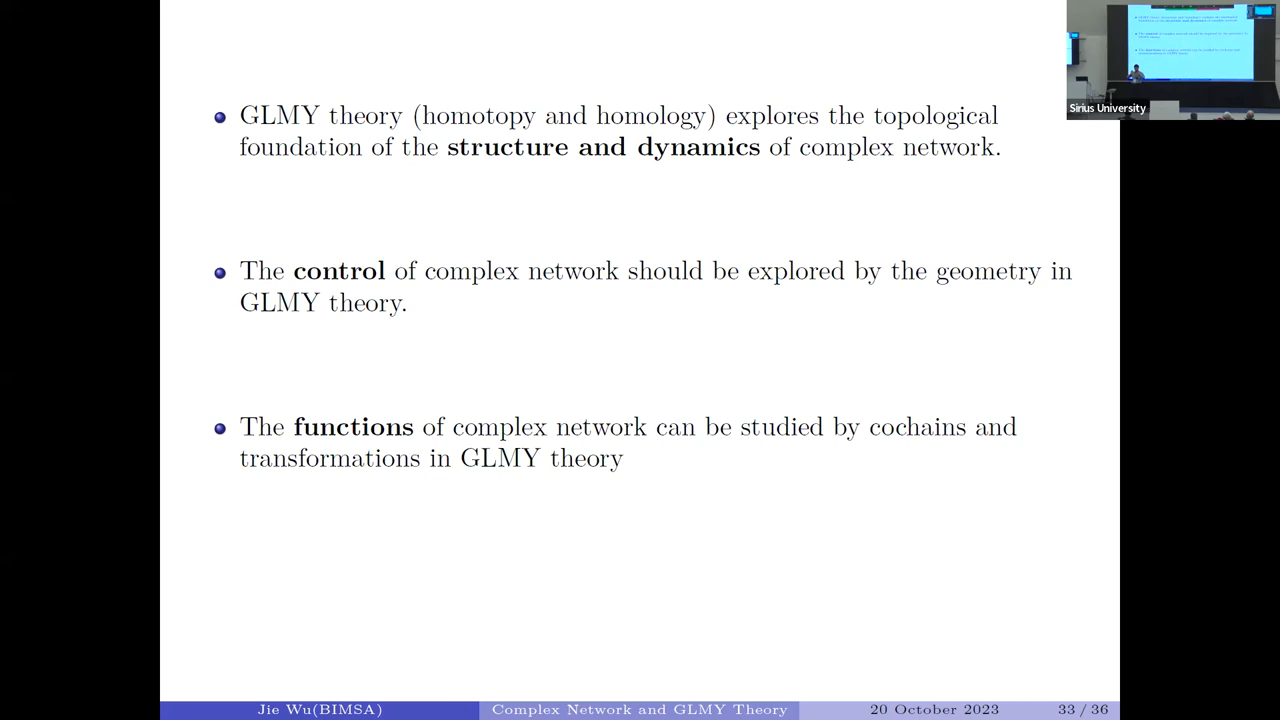 GLMY theory (homotopy and homology) explores the topological
foundation of the structure and dynamics of complex network.
The control of complex network should be explored by the geometry in
GLMY theory.
The functions of complex network can be studied by cochains and
transformations in GLMY theory
Sirius University
Jie Wu(BIMSA)
Complex Network and GLMY Theory
20 October 2023
33 / 36